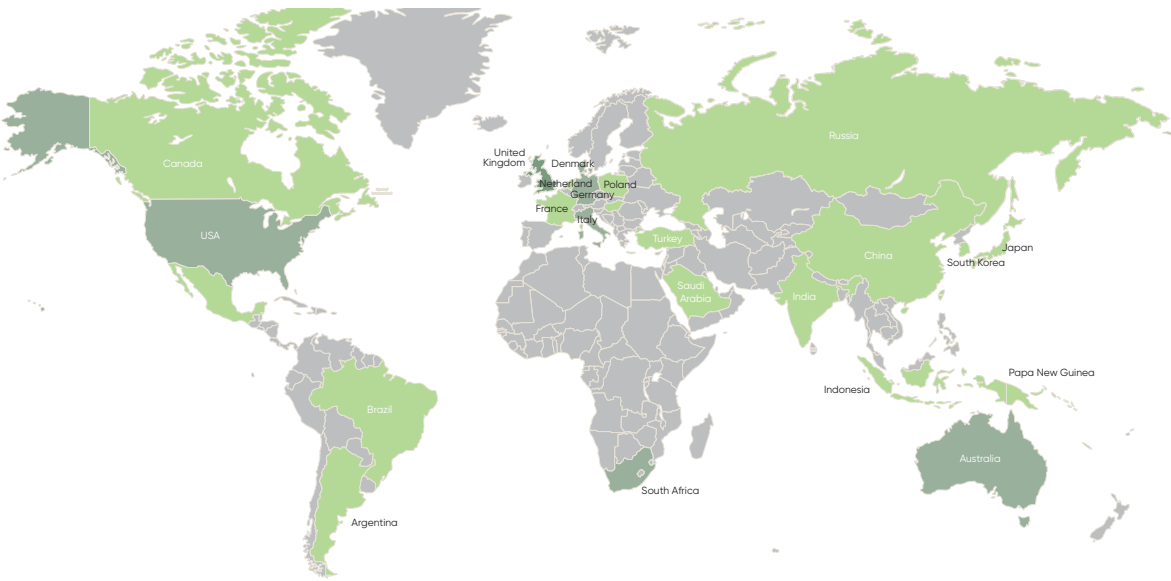 Russia
United
Kingdom
Denmark
Canada
Netherland
Poland
Germany
France
Italy
USA
Turkey
Japan
China
South Korea
Saudi
Arabia
India
Papa New Guinea
Indonesia
Brazil
Australia
South Africa
Argentina